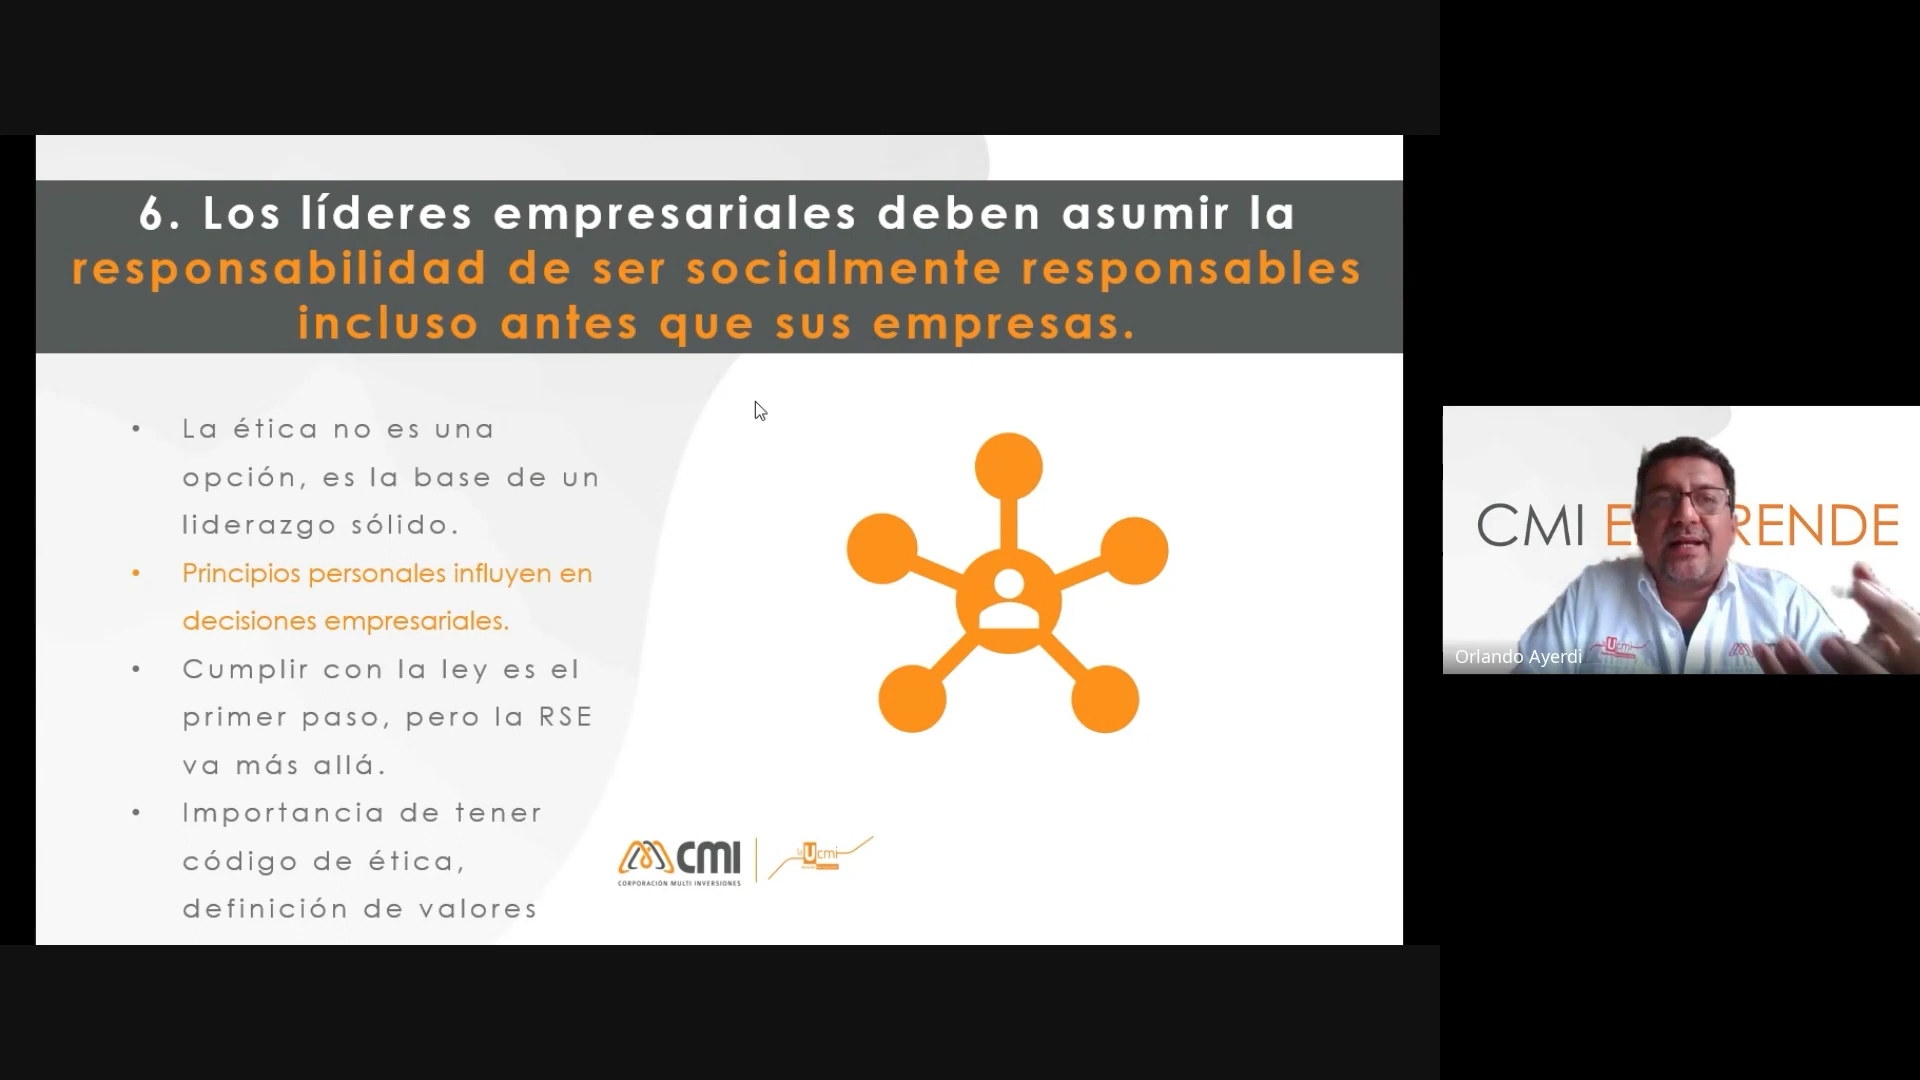 6. Los líderes empresariales deben asumir la
responsabilidad de ser socialmente responsables
incluso antes que sus empresas.
• La ética no es una
opción, es la base de un
liderazgo sólido.
• Principios personales influyen en
decisiones empresariales.
• Cumplir con la ley es el
primer paso, pero la RSE
va más allá.
• Importancia de tener
código de ética,
definición de valores
cmi
CORPORACIÓN MULTI INVERSIONES
Ucmi
CMI E RENDE
Ucmi
Orlando Ayerdi